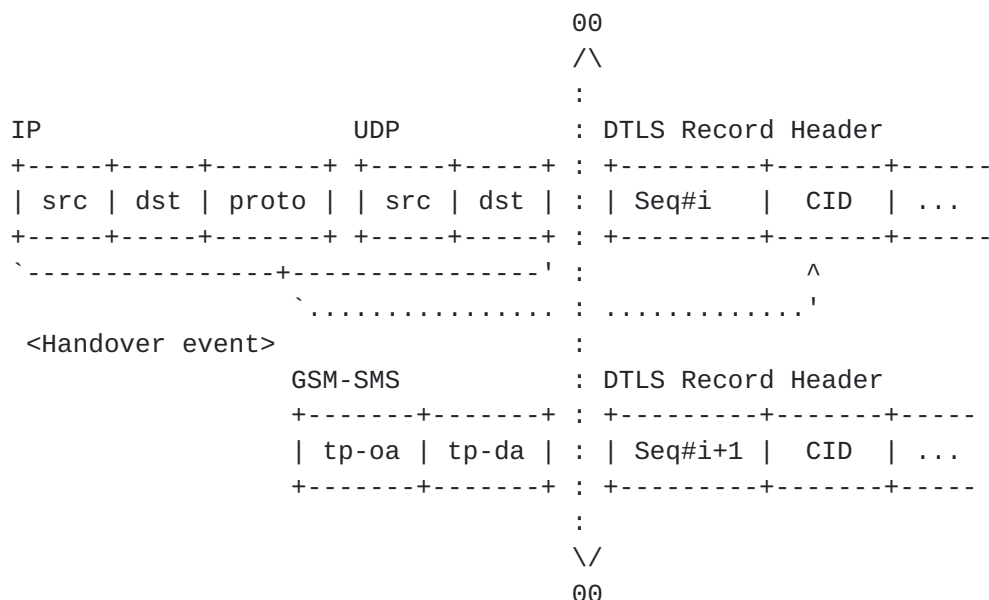 00
                                    /\
                                    :
IP                    UDP           : DTLS Record Header
+-----+-----+-------+ +-----+-----+ : +---------+-------+------
| src | dst | proto | | src | dst | : | Seq#i   |  CID  | ...
+-----+-----+-------+ +-----+-----+ : +---------+-------+------
`----------------+----------------' :              ^
                  `................ : .............'
 <Handover event>                   :
                  GSM-SMS           : DTLS Record Header
                  +-------+-------+ : +---------+-------+-----
                  | tp-oa | tp-da | : | Seq#i+1 |  CID  | ...
                  +-------+-------+ : +---------+-------+-----
                                    :
                                    \/
                                    00